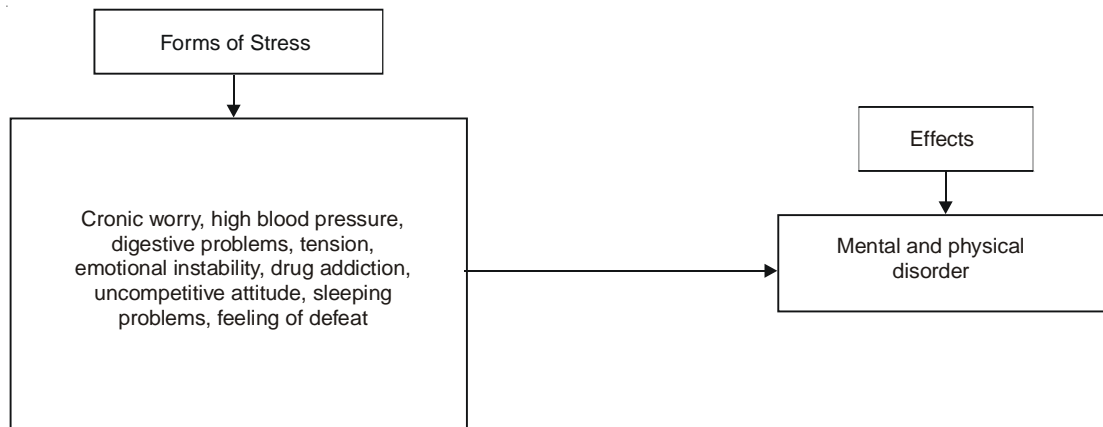 Forms of Stress
Cronic worry, high blood pressure,
digestive problems, tension,
emotional instability, drug addiction,
uncompetitive attitude, sleeping
problems, feeling of defeat
Effects
Mental and physical
disorder